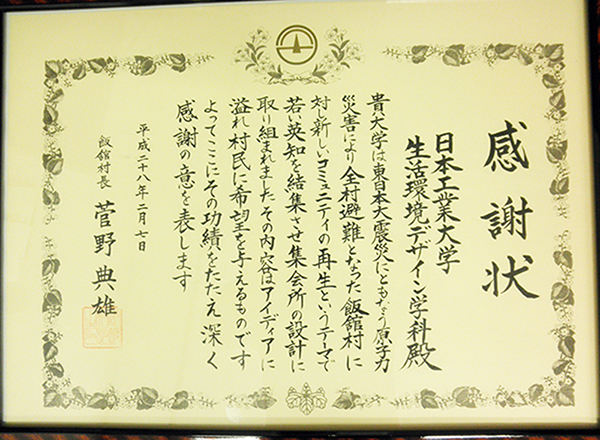 感謝状
日本工業大学
生活環境デザイン学科殿
貴大学は東日本大震災にともなう原子力
災害により全村避難となった飯舘村に
対し新しいコミュニティの再生というテーマで
若い英知を結集させ集会所の設計に
取り組まれましたその内容はアイディアに
溢れ村民に希望を与えるものです
よってここにその功績をたたえ深く
感謝の意を表します
平成二十八年二月七日
飯舘村長 菅野典雄